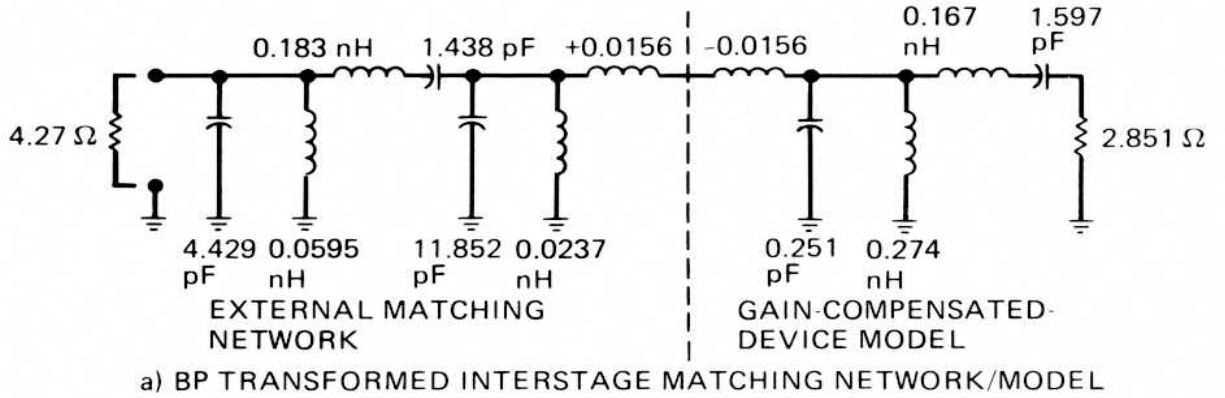 0.183 nH
1.438 pF
+0.0156
-0.0156
0.167
nH
1.597
pF
4.27 Ω
2.851 Ω
4.429
pF
0.0595
nH
11.852
pF
0.0237
nH
0.251
pF
0.274
nH
EXTERNAL MATCHING
NETWORK
GAIN-COMPENSATED-
DEVICE MODEL
a) BP TRANSFORMED INTERSTAGE MATCHING NETWORK/MODEL